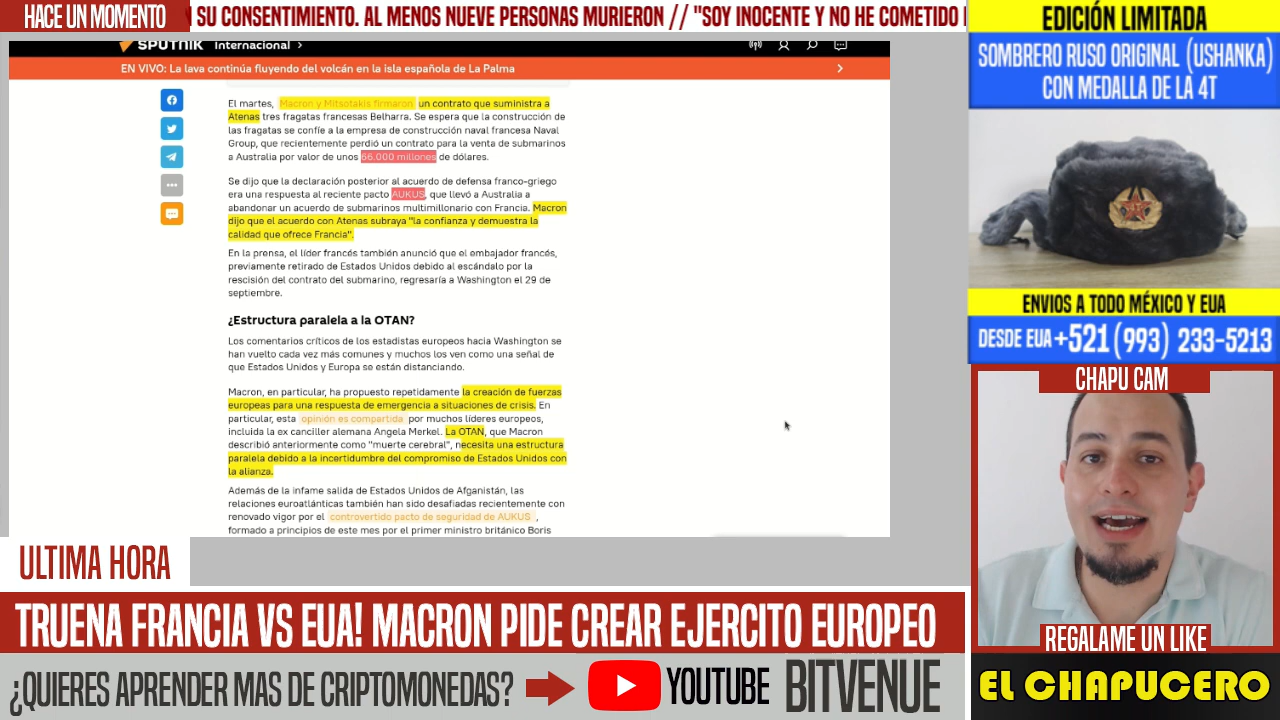 HACE UN MOMENTO
SU CONSENTIMIENTO. AL MENOS NUEVE PERSONAS MURIERON // "SOY INOCENTE Y NO HE COMETIDO
SPUTNIK Internacional
EN VIVO: La lava continúa fluyendo del volcán en la isla española de La Palma
El martes, Macron y Mitsotakis firmaron un contrato que suministra a
Atenas tres fragatas francesas Belharra. Se espera que la construcción de
las fragatas se confíe a la empresa de construcción naval francesa Naval
Group, que recientemente perdió un contrato para la venta de submarinos
a Australia por valor de unos 66.000 millones de dólares.
Se dijo que la declaración posterior al acuerdo de defensa franco-griego
era una respuesta al reciente pacto AUKUS, que llevó a Australia a
abandonar un acuerdo de submarinos multimillonario con Francia. Macron
dijo que el acuerdo con Atenas subraya "la confianza y demuestra la
calidad que ofrece Francia".
En la prensa, el líder francés también anunció que el embajador francés,
previamente retirado de Estados Unidos debido al escándalo por la
rescisión del contrato del submarino, regresaría a Washington el 29 de
septiembre.
¿Estructura paralela a la OTAN?
Los comentarios críticos de los estadistas europeos hacia Washington se
han vuelto cada vez más comunes y muchos los ven como una señal de
que Estados Unidos y Europa se están distanciando.
Macron, en particular, ha propuesto repetidamente la creación de fuerzas
europeas para una respuesta de emergencia a situaciones de crisis. En
particular, esta opinión es compartida por muchos líderes europeos,
incluida la ex canciller alemana Angela Merkel. La OTAN, que Macron
describió anteriormente como "muerte cerebral", necesita una estructura
paralela debido a la incertidumbre del compromiso de Estados Unidos con
la alianza.
Además de la infame salida de Estados Unidos de Afganistán, las
relaciones euroatlánticas también han sido desafiadas recientemente con
renovado vigor por el controvertido pacto de seguridad de AUKUS ,
formado a principios de este mes por el primer ministro británico Boris
ULTIMA HORA
TRUENA FRANCIA VS EUA! MACRON PIDE CREAR EJERCITO EUROPEO
¿QUIERES APRENDER MAS DE CRIPTOMONEDAS? YOUTUBE BITVENUE
EDICIÓN LIMITADA
SOMBRERO RUSO ORIGINAL (USHANKA)
CON MEDALLA DE LA 4T
ENVIOS A TODO MÉXICO Y EUA
DESDE EUA +521 (993) 233-5213
CHAPU CAM
REGALAME UN LIKE
EL CHAPUCERO